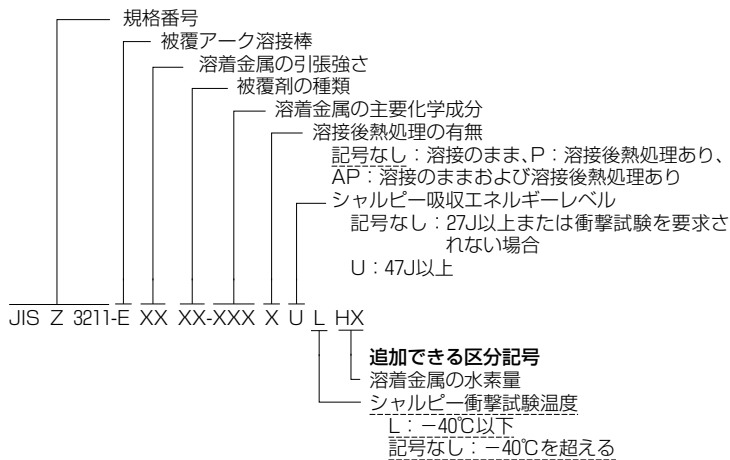 規格番号
被覆アーク溶接棒
溶着金属の引張強さ
被覆剤の種類
溶着金属の主要化学成分
溶接後熱処理の有無
記号なし：溶接のまま、P：溶接後熱処理あり、
AP：溶接のままおよび溶接後熱処理あり
シャルピー吸収エネルギーレベル
記号なし：27J以上または衝撃試験を要求さ
れない場合
U：47J以上
JIS Z 3211-E XX XX-XXX X U L HX
追加できる区分記号
溶着金属の水素量
シャルピー衝撃試験温度
L：－40℃以下
記号なし：－40℃を超える